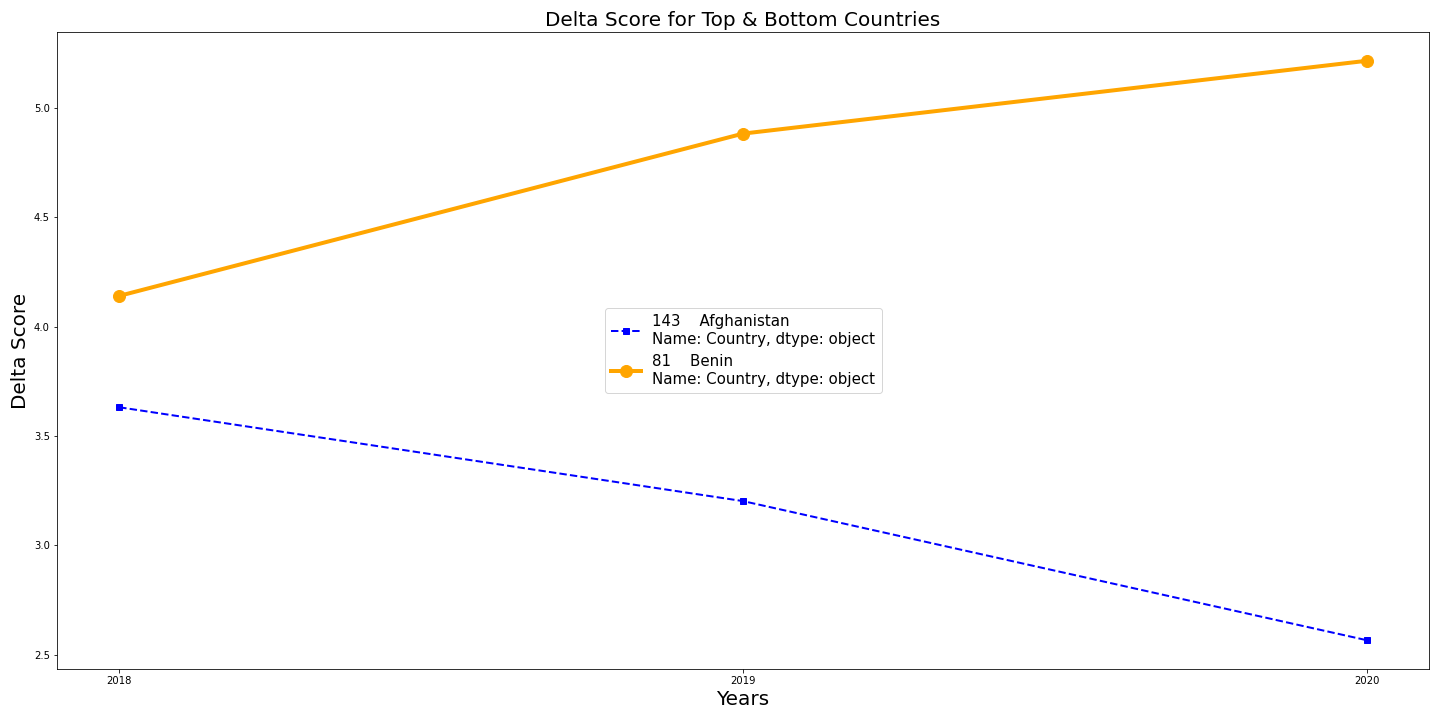 Delta Score for Top & Bottom Countries
Delta Score
5.0
4.5
4.0
3.5
3.0
2.5
143    Afghanistan
Name: Country, dtype: object
81    Benin
Name: Country, dtype: object
2018
2019
2020
Years